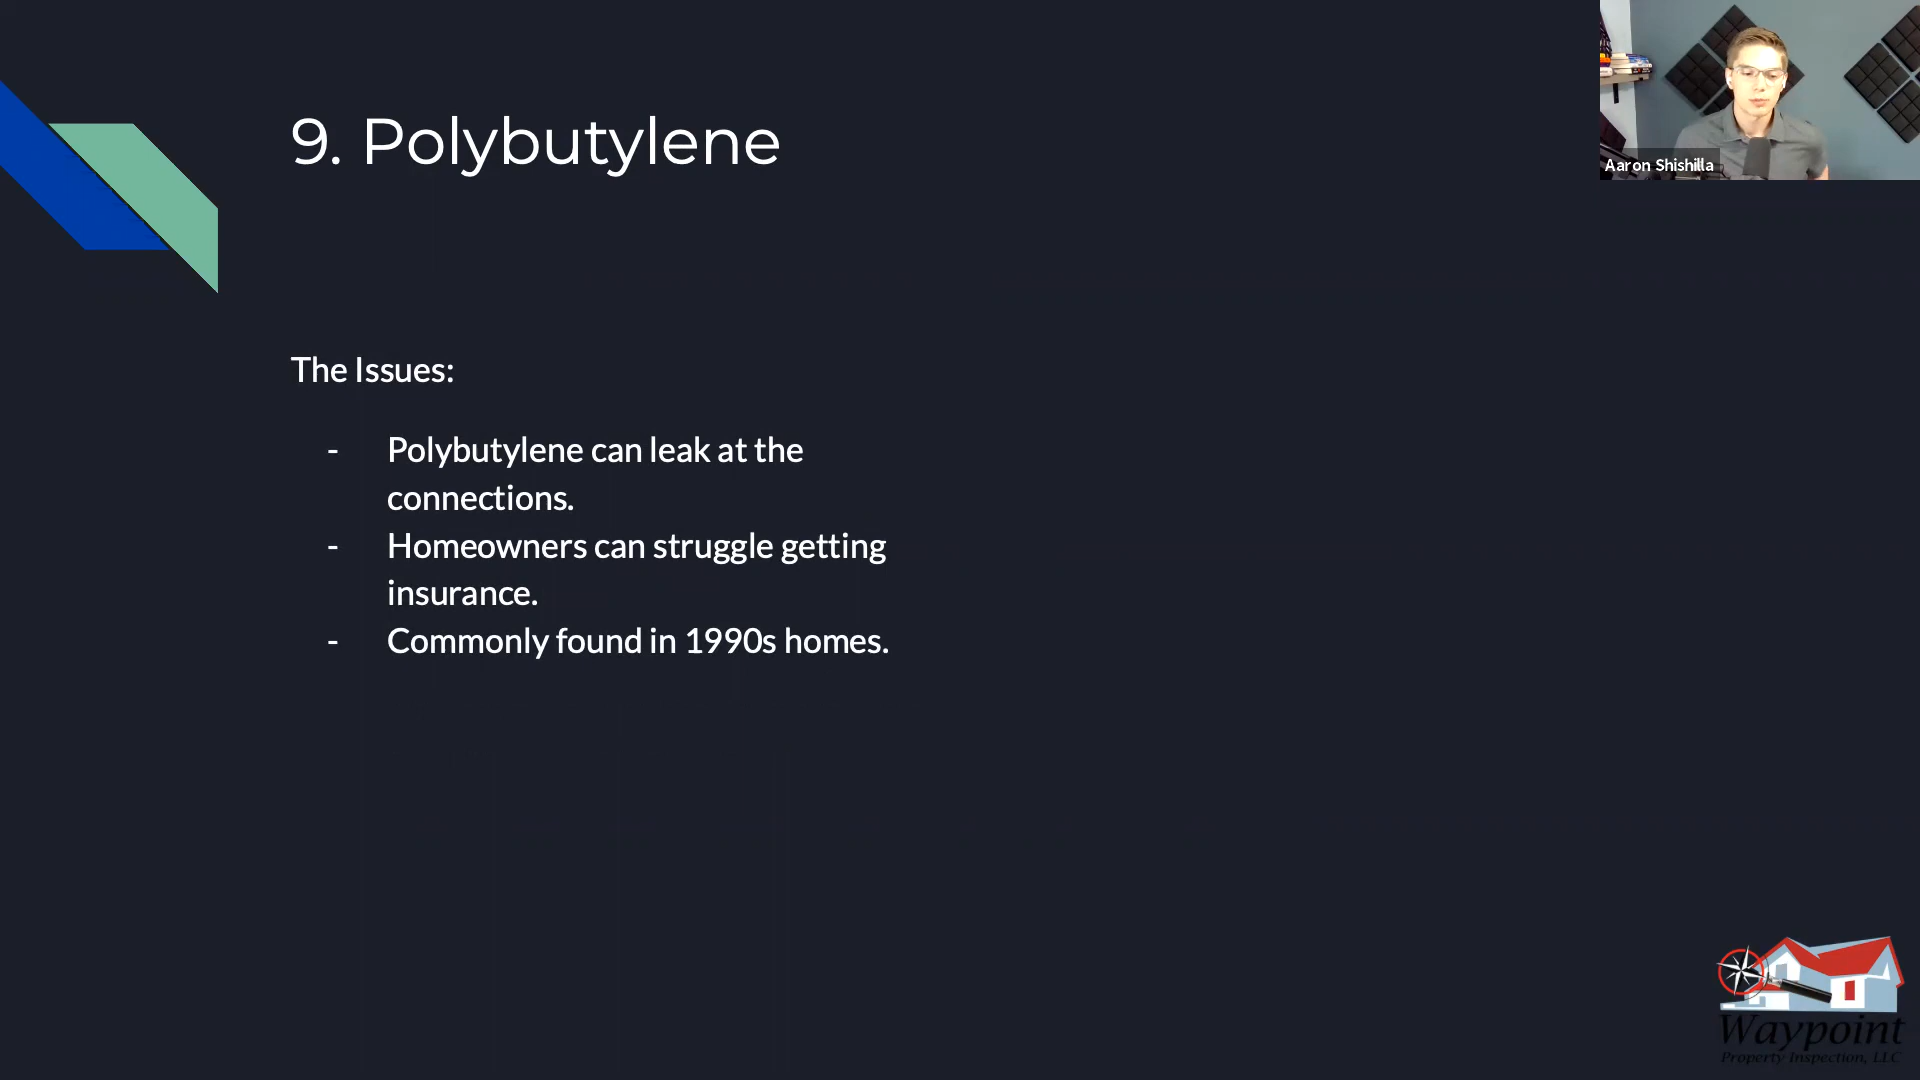 9. Polybutylene
Aaron Shishilla
The Issues:
- Polybutylene can leak at the
connections.
- Homeowners can struggle getting
insurance.
- Commonly found in 1990s homes.
Waypoint
Property Inspection, LLC